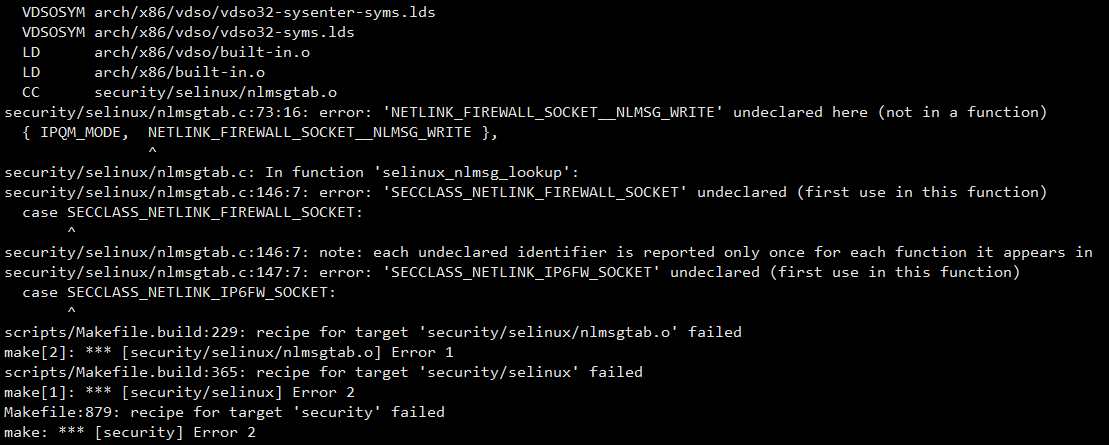 VDSOSYM arch/x86/vdso/vdso32-sysenter-syms.lds
VDSOSYM arch/x86/vdso/vdso32-syms.lds
LD      arch/x86/vdso/built-in.o
LD      arch/x86/built-in.o
CC      security/selinux/nlmsgtab.o
security/selinux/nlmsgtab.c:73:16: error: 'NETLINK_FIREWALL_SOCKET__NLMSG_WRITE' undeclared here (not in a function)
  { IPQM_MODE,  NETLINK_FIREWALL_SOCKET__NLMSG_WRITE },
                ^
security/selinux/nlmsgtab.c: In function 'selinux_nlmsg_lookup':
security/selinux/nlmsgtab.c:146:7: error: 'SECCLASS_NETLINK_FIREWALL_SOCKET' undeclared (first use in this function)
  case SECCLASS_NETLINK_FIREWALL_SOCKET:
       ^
security/selinux/nlmsgtab.c:146:7: note: each undeclared identifier is reported only once for each function it appears in
security/selinux/nlmsgtab.c:147:7: error: 'SECCLASS_NETLINK_IP6FW_SOCKET' undeclared (first use in this function)
  case SECCLASS_NETLINK_IP6FW_SOCKET:
       ^
scripts/Makefile.build:229: recipe for target 'security/selinux/nlmsgtab.o' failed
make[2]: *** [security/selinux/nlmsgtab.o] Error 1
scripts/Makefile.build:365: recipe for target 'security/selinux' failed
make[1]: *** [security/selinux] Error 2
Makefile:879: recipe for target 'security' failed
make: *** [security] Error 2